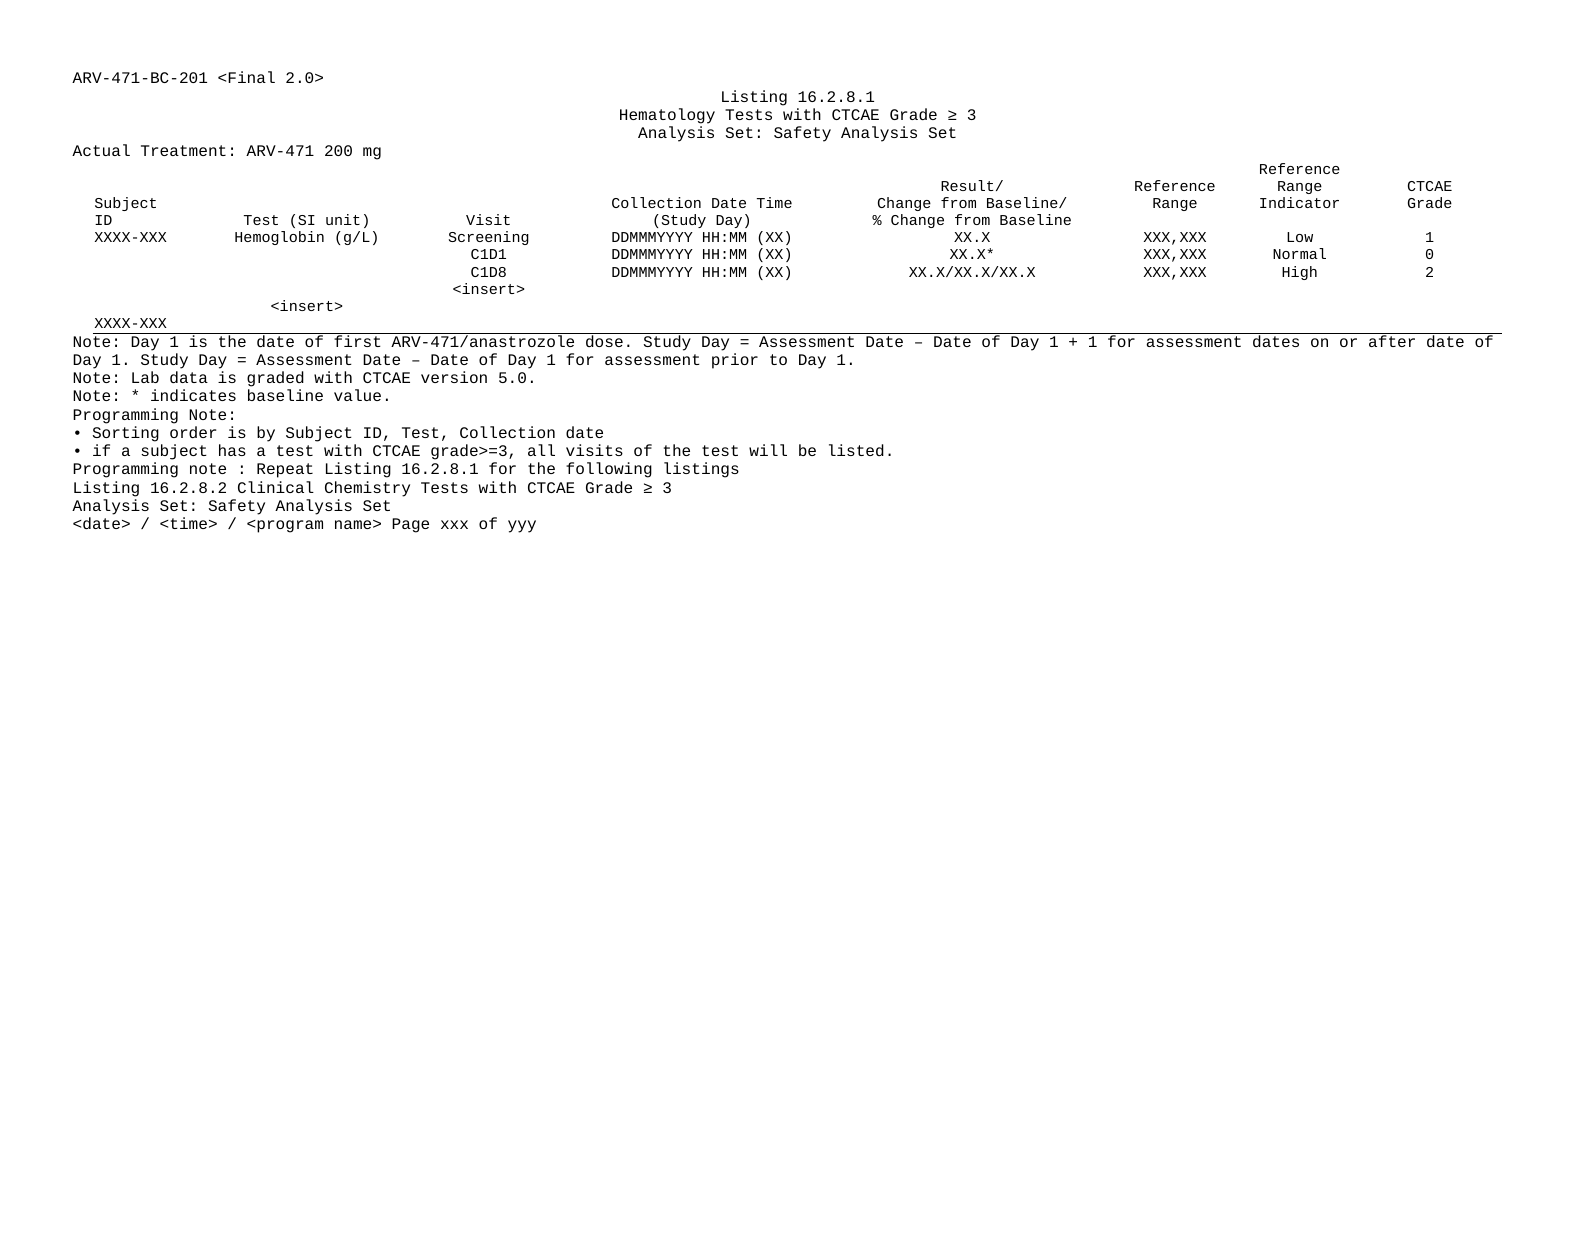 ARV-471-BC-201 <Final 2.0>
Listing 16.2.8.1
Hematology Tests with CTCAE Grade ≥ 3
Analysis Set: Safety Analysis Set
Actual Treatment: ARV-471 200 mg
Reference
Result/ Reference Range CTCAE
Subject Collection Date Time Change from Baseline/ Range Indicator Grade
ID Test (SI unit) Visit (Study Day) % Change from Baseline
XXXX-XXX Hemoglobin (g/L) Screening DDMMMYYYY HH:MM (XX) XX.X XXX,XXX Low 1
C1D1 DDMMMYYYY HH:MM (XX) XX.X* XXX,XXX Normal 0
C1D8 DDMMMYYYY HH:MM (XX) XX.X/XX.X/XX.X XXX,XXX High 2
<insert>
<insert>
XXXX-XXX
Note: Day 1 is the date of first ARV-471/anastrozole dose. Study Day = Assessment Date – Date of Day 1 + 1 for assessment dates on or after date of
Day 1. Study Day = Assessment Date – Date of Day 1 for assessment prior to Day 1.
Note: Lab data is graded with CTCAE version 5.0.
Note: * indicates baseline value.
Programming Note:
• Sorting order is by Subject ID, Test, Collection date
• if a subject has a test with CTCAE grade>=3, all visits of the test will be listed.
Programming note : Repeat Listing 16.2.8.1 for the following listings
Listing 16.2.8.2 Clinical Chemistry Tests with CTCAE Grade ≥ 3
Analysis Set: Safety Analysis Set
<date> / <time> / <program name> Page xxx of yyy